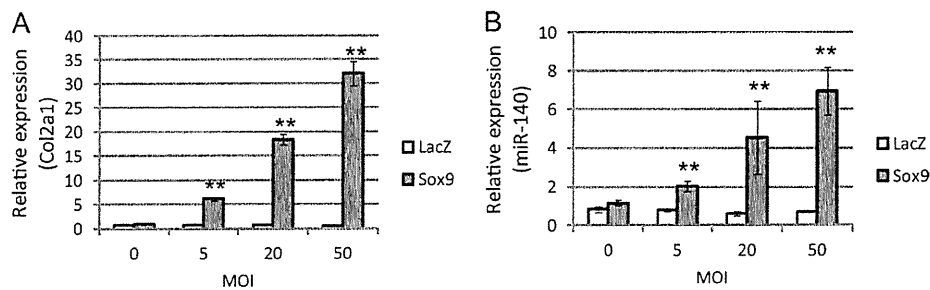 A
Relative expression
(Col2a1)
40
35
30
25
20
15
10
5
0
**
**
**
0 5 20 50
MOI
LacZ
Sox9
B
Relative expression
(miR-140)
10
8
6
4
2
0
**
**
**
0 5 20 50
MOI
LacZ
Sox9